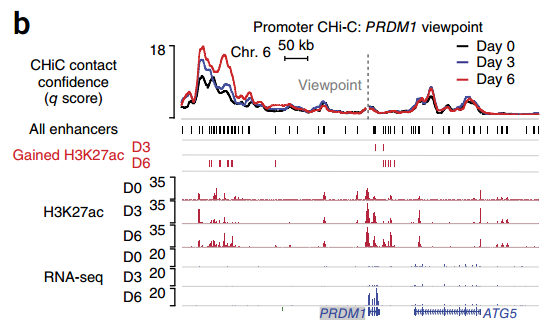 b
Promoter CHi-C: PRDM1 viewpoint
18
Chr. 6
50 kb
Day 0
Day 3
Day 6
CHiC contact
confidence
(q score)
Viewpoint
All enhancers
Gained H3K27ac
D3
D6
H3K27ac
D0 35
D3 35
D6 35
RNA-seq
D0 20
D3 20
D6 20
PRDM1
ATG5